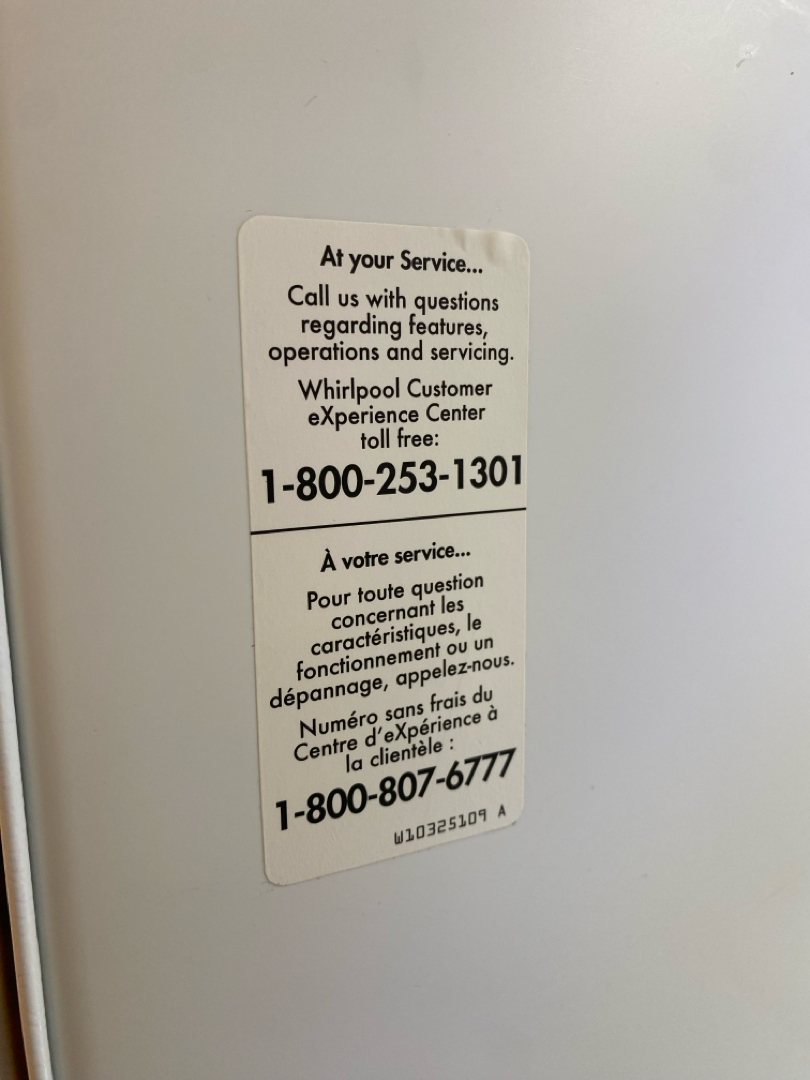 At your Service...
Call us with questions
regarding features,
operations and servicing.
Whirlpool Customer
eXperience Center
toll free:
1-800-253-1301
À votre service...
Pour toute question
concernant les
caractéristiques, le
fonctionnement ou un
dépannage, appelez-nous.
Numéro sans frais du
Centre d'eXpérience à
la clientèle :
1-800-807-6777
W10325109 A